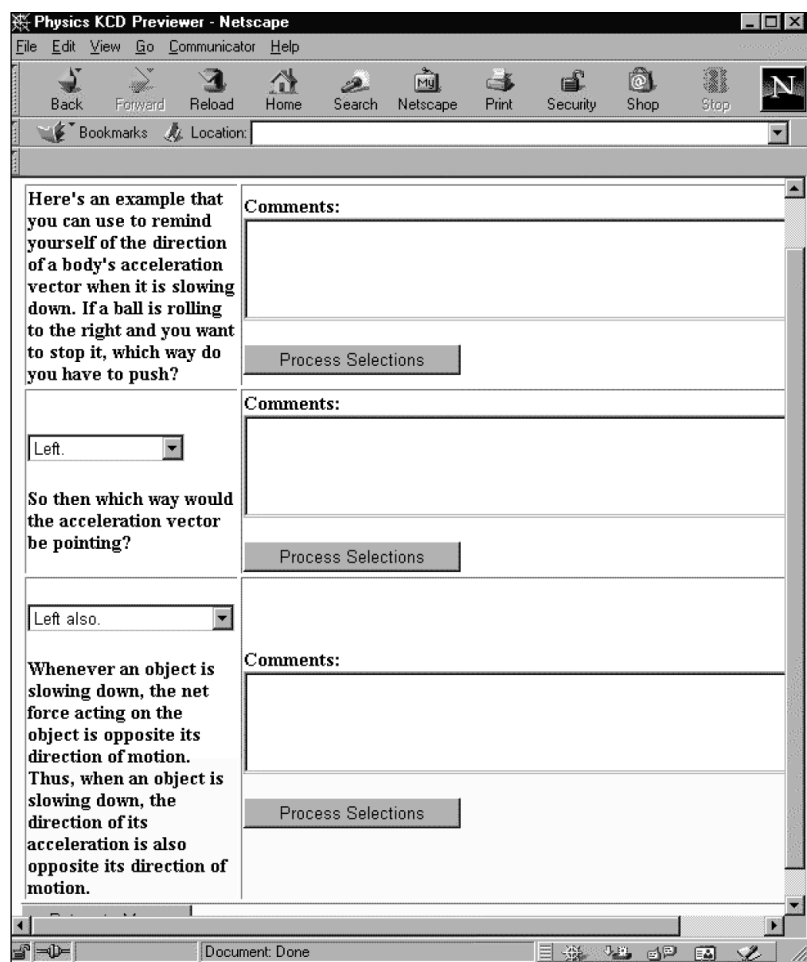 Physics KCD Previewer - Netscape
File Edit View Go Communicator Help
Back Forward Reload Home Search Netscape Print Security Shop Stop
My
N
Bookmarks Location:
Here's an example that
you can use to remind
yourself of the direction
of a body's acceleration
vector when it is slowing
down. If a ball is rolling
to the right and you want
to stop it, which way do
you have to push?
Comments:
Process Selections
Left.
So then which way would
the acceleration vector
be pointing?
Comments:
Process Selections
Left also.
Whenever an object is
slowing down, the net
force acting on the
object is opposite its
direction of motion.
Thus, when an object is
slowing down, the
direction of its
acceleration is also
opposite its direction of
motion.
Comments:
Process Selections
Document: Done